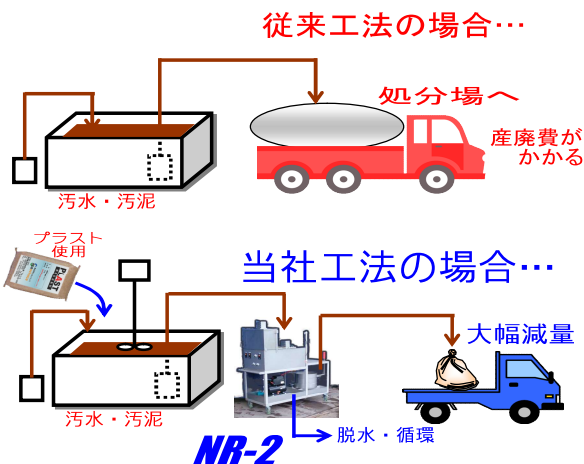 従来工法の場合…
処分場へ
産廃費が
かかる
汚水・汚泥
プラスト
使用
PLAST
当社工法の場合…
大幅減量
汚水・汚泥
脱水・循環
NR-2